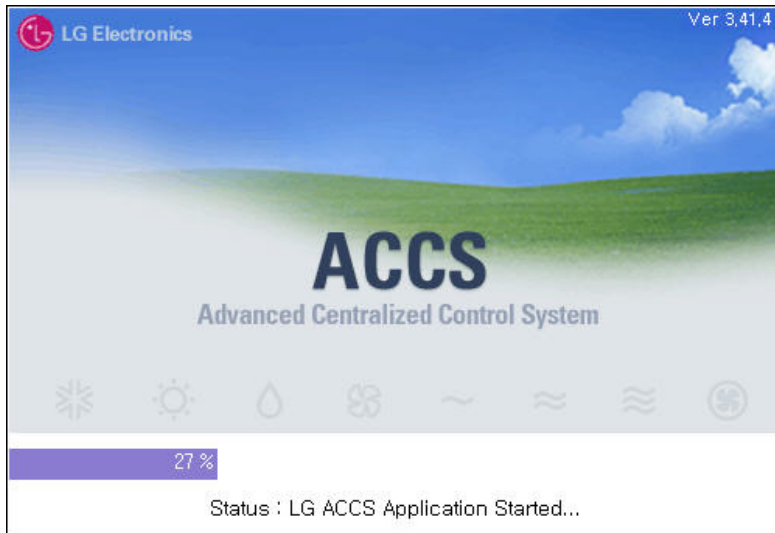 Ver 3,41,4
LG Electronics
ACCS
Advanced Centralized Control System
27 %
Status : LG ACCS Application Started...